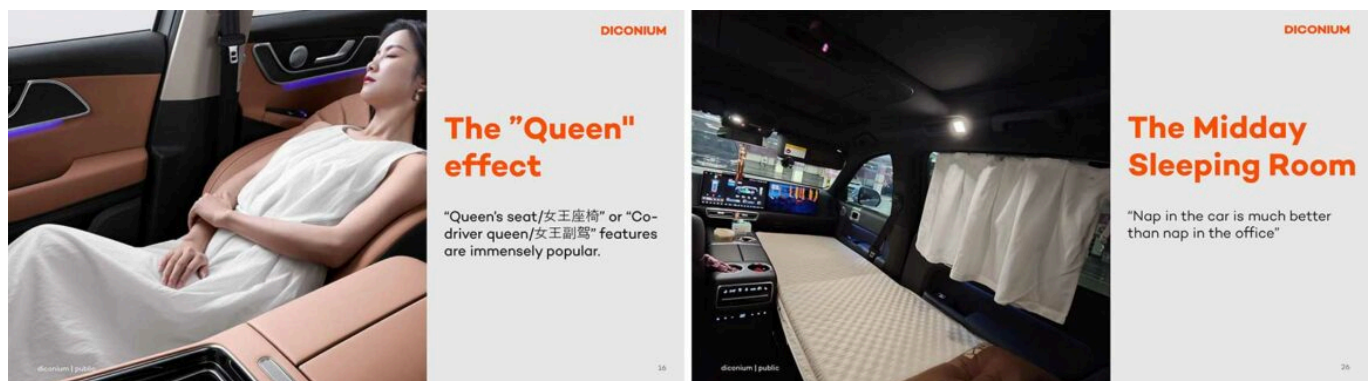 DICONIUM
The ”Queen"
effect
“Queen's seat/女王座椅” or “Co-
driver queen/女王副驾” features
are immensely popular.
diconium | public
16
DICONIUM
The Midday
Sleeping Room
“Nap in the car is much better
than nap in the office”
diconium | public
26